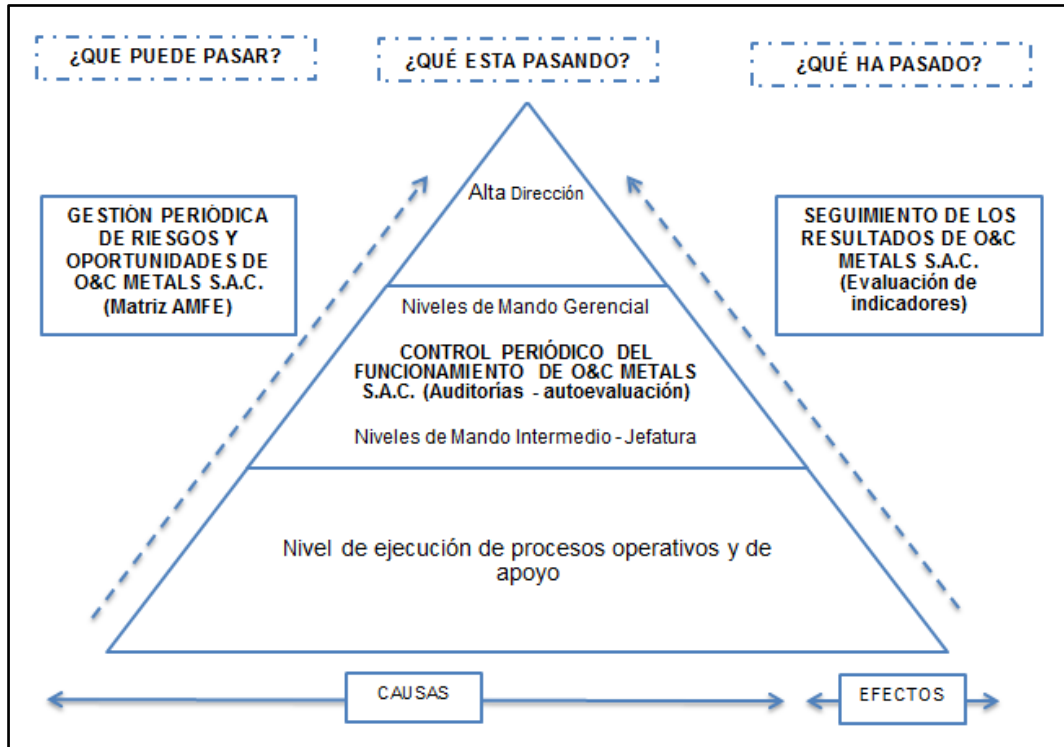 ¿QUE PUEDE PASAR?
¿QUÉ ESTA PASANDO?
¿QUÉ HA PASADO?
GESTIÓN PERIÓDICA
DE RIESGOS Y
OPORTUNIDADES DE
O&C METALS S.A.C.
(Matriz AMFE)
Alta Dirección
Niveles de Mando Gerencial
CONTROL PERIÓDICO DEL
FUNCIONAMIENTO DE O&C METALS
S.A.C. (Auditorías - autoevaluación)
Niveles de Mando Intermedio - Jefatura
Nivel de ejecución de procesos operativos y de
apoyo
SEGUIMIENTO DE LOS
RESULTADOS DE O&C
METALS S.A.C.
(Evaluación de
indicadores)
CAUSAS
EFECTOS